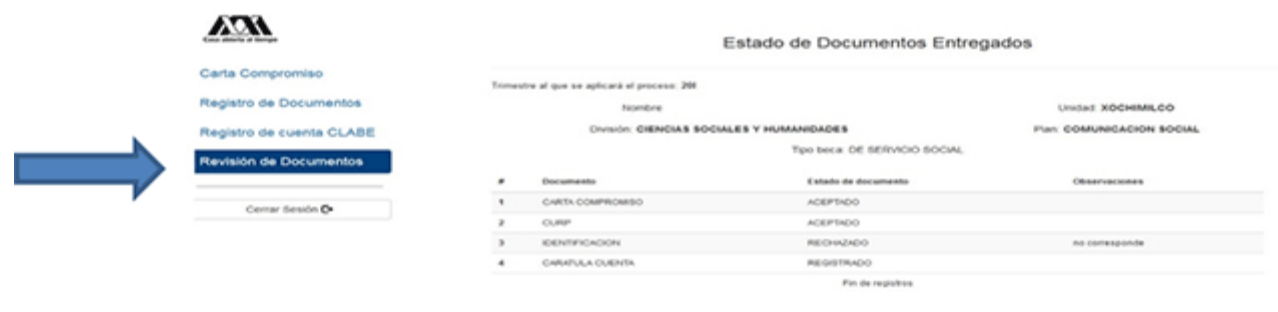 Casa abierta al tiempo
Carta Compromiso
Registro de Documentos
Registro de cuenta CLABE
Revisión de Documentos
Cerrar Sesión
Estado de Documentos Entregados
Trimestre al que se aplicará el proceso: 20I
Nombre Unidad: XOCHIMILCO
División: CIENCIAS SOCIALES Y HUMANIDADES Plan: COMUNICACION SOCIAL
Tipo beca: DE SERVICIO SOCIAL
# Documento Estado de documento Observaciones
1 CARTA COMPROMISO ACEPTADO
2 CURP ACEPTADO
3 IDENTIFICACION RECHAZADO no corresponde
4 CARATULA CUENTA REGISTRADO
Fin de registros